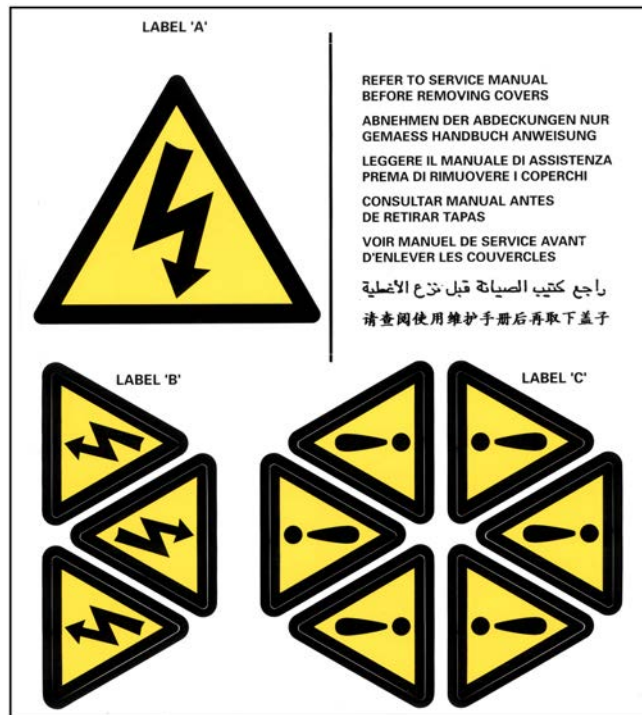 LABEL 'A'
REFER TO SERVICE MANUAL
BEFORE REMOVING COVERS
ABNEHMEN DER ABDECKUNGEN NUR
GEMAESS HANDBUCH ANWEISUNG
LEGGERE IL MANUALE DI ASSISTENZA
PREMA DI RIMUOVERE I COPERCHI
CONSULTAR MANUAL ANTES
DE RETIRAR TAPAS
VOIR MANUEL DE SERVICE AVANT
D'ENLEVER LES COUVERCLES
راجع كتيب الصيانة قبل نزع الأغطية
请查阅使用维护手册后再取下盖子
LABEL 'B'
LABEL 'C'